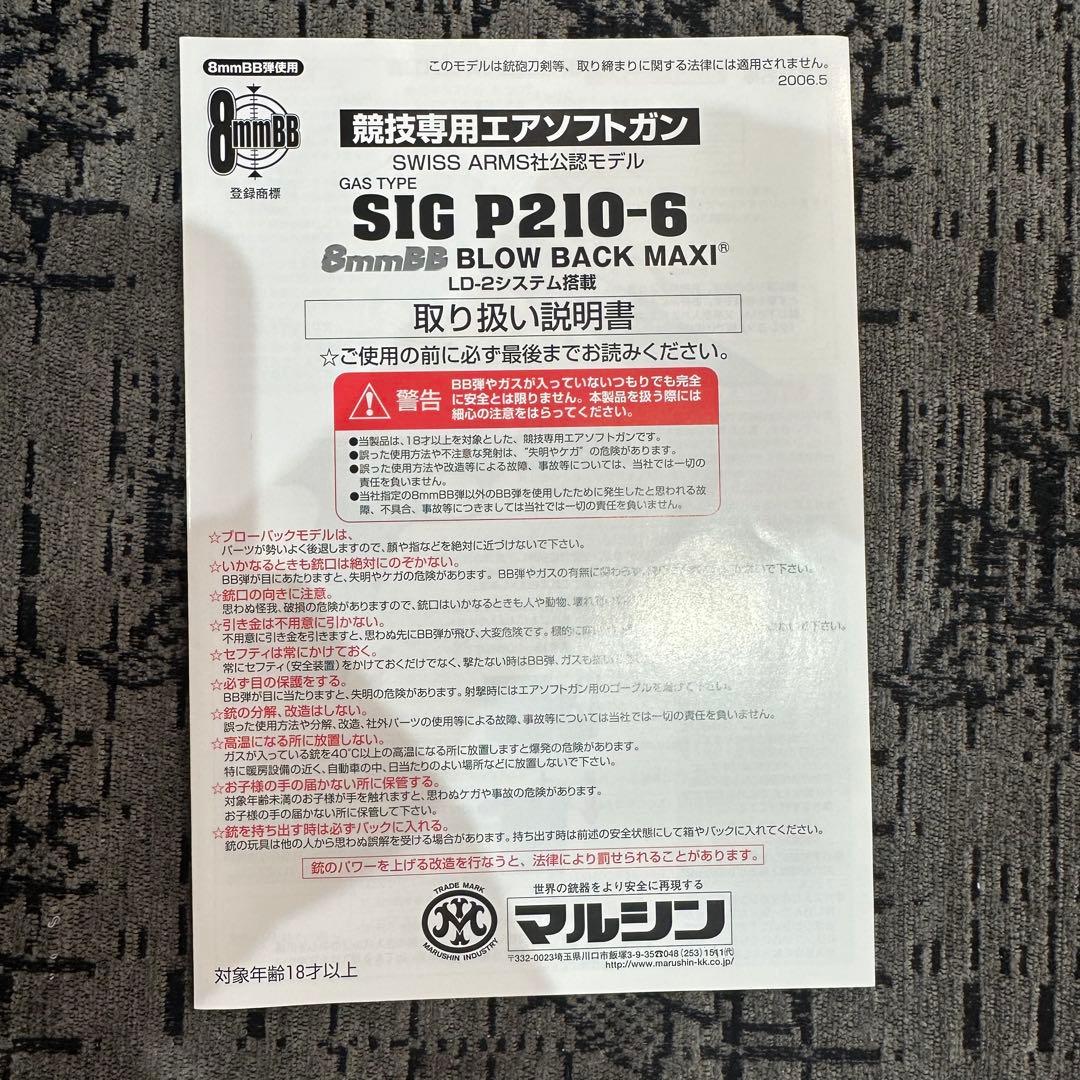 8mmBB弾使用
このモデルは銃砲刀剣等、取り締まりに関する法律には適用されません。
2006.5
8mmBB
登録商標
競技専用エアソフトガン
SWISS ARMS社公認モデル
GAS TYPE
SIG P210-6
8mmBB BLOW BACK MAXI®
LD-2システム搭載
取り扱い説明書
☆ご使用の前に必ず最後までお読みください。
警告
BB弾やガスが入っていないつもりでも完全
に安全とは限りません。本製品を扱う際には
細心の注意をはらってください。
●当製品は、18才以上を対象とした、競技専用エアソフトガンです。
●誤った使用方法や不注意な発射は、"失明やケガ"の危険があります。
●誤った使用方法や改造等による故障、事故等については、当社では一切の
責任を負いません。
●当社指定の8mmBB弾以外のBB弾を使用したために発生したと思われる故
障、不具合、事故等につきましては当社では一切の責任を負いません。
☆ブローバックモデルは、
パーツが勢いよく後退しますので、顔や指などを絶対に近づけないで下さい。
☆いかなるときも銃口は絶対にのぞかない。
BB弾が目にあたりますと、失明やケガの危険があります。BB弾やガスの有無に関わらず、
いで下さい。
☆銃口の向きに注意。
思わぬ怪我、破損の危険がありますので、銃口はいかなるときも人や動物、壊れ
☆引き金は不用意に引かない。
不用意に引き金を引きますと、思わぬ先にBB弾が飛び、大変危険です。標的に
下さい。
☆セフティは常にかけておく。
常にセフティ(安全装置)をかけておくだけでなく、撃たない時はBB弾、ガスも
☆必ず目の保護をする。
BB弾が目に当たりますと、失明の危険があります。射撃時にはエアソフトガン用のゴーグルを
て下さい。
☆銃の分解、改造はしない。
誤った使用方法や分解、改造、社外パーツの使用等による故障、事故等については当社では一切の責任を負いません。
☆高温になる所に放置しない。
ガスが入っている銃を40℃以上の高温になる所に放置しますと爆発の危険があります。
特に暖房設備の近く、自動車の中、日当たりのよい場所などに放置しないで下さい。
☆お子様の手の届かない所に保管する。
対象年齢未満のお子様が手を触れますと、思わぬケガや事故の危険があります。
お子様の手の届かない所に保管して下さい。
☆銃を持ち出す時は必ずバックに入れる。
銃の玩具は他の人から思わぬ誤解を受ける場合があります。持ち出す時は前述の安全状態にして箱やバックに入れてください。
銃のパワーを上げる改造を行なうと、法律により罰せられることがあります。
TRADE MARK
MARUSHIN INDUSTRY
世界の銃器をより安全に再現する
マルシン
〒332-0023埼玉県川口市飯塚3-9-35☎048(253)1511(代)
http://www.marushin-kk.co.jp/
対象年齢18才以上